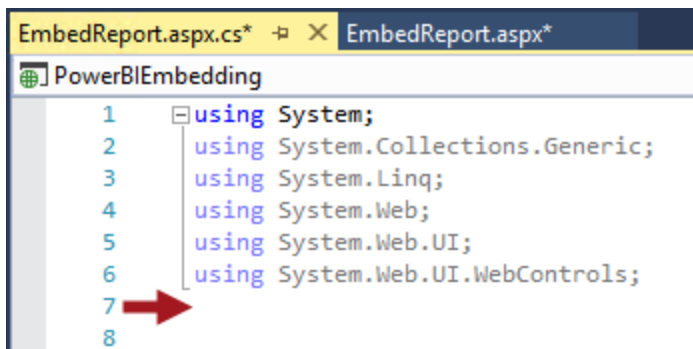 EmbedReport.aspx.cs* EmbedReport.aspx*
PowerBIEmbedding
1 using System;
2 using System.Collections.Generic;
3 using System.Linq;
4 using System.Web;
5 using System.Web.UI;
6 using System.Web.UI.WebControls;
7
8